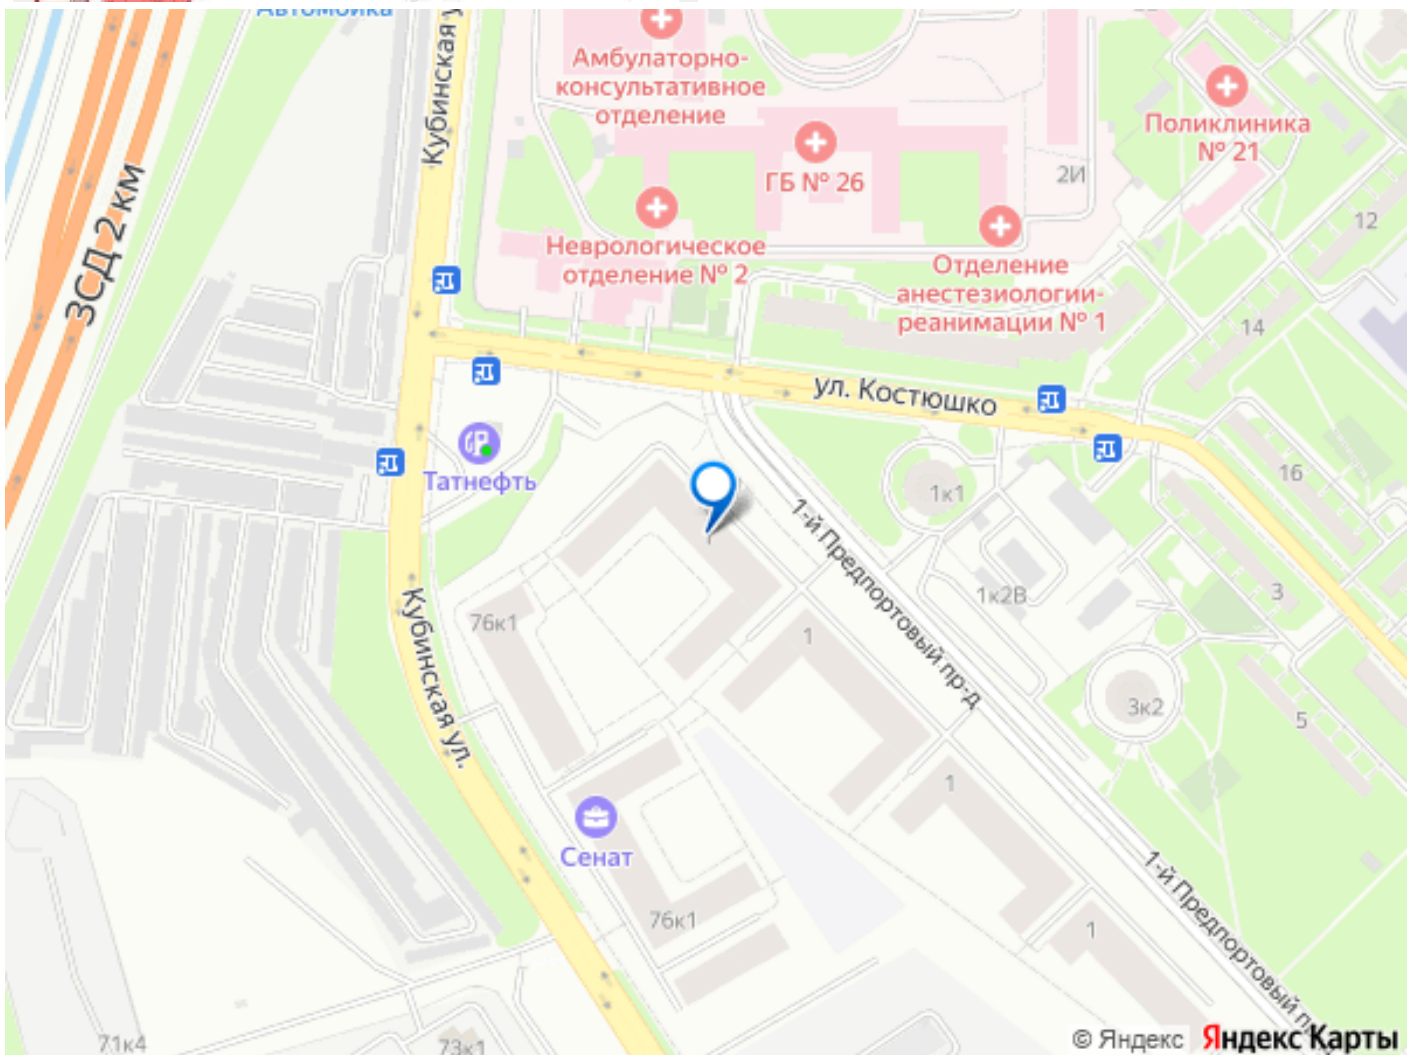 Автомойка
Кубинская у
Амбулаторно-
консультативное
отделение
Поликлиника
№ 21
ГБ № 26
2И
12
ЗСД 2 км
Неврологическое
отделение № 2
Отделение
анестезиологии-
реанимации № 1
14
ул. Костюшко
Татнефть
1к1
16
1-й Предпортовый пр-д
1
Кубинская ул.
76к1
1
1к2В
3
3к2
5
1
Сенат
76к1
1
1-й Предпортовый п
71к4
73к1
© Яндекс
Яндекс Карты